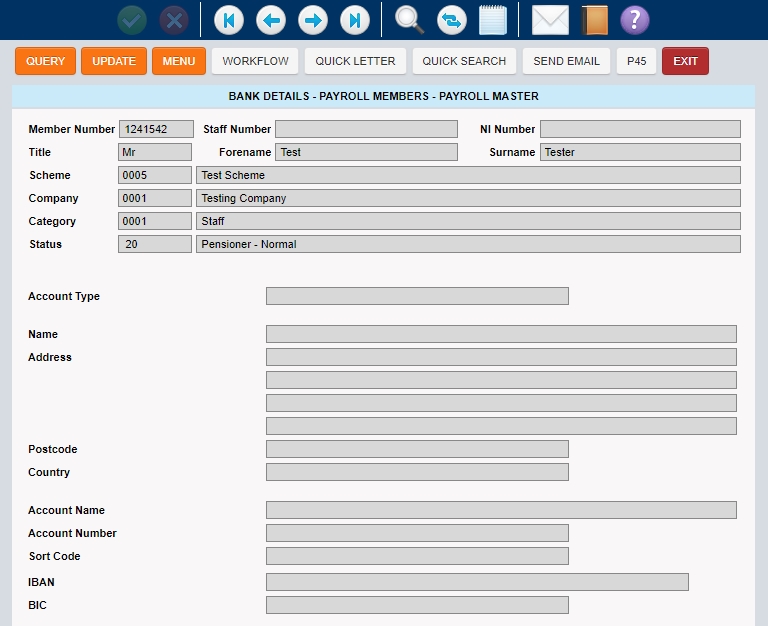 ?
QUERY UPDATE MENU WORKFLOW QUICK LETTER QUICK SEARCH SEND EMAIL P45 EXIT
BANK DETAILS - PAYROLL MEMBERS - PAYROLL MASTER
Member Number 1241542 Staff Number NI Number
Title Mr Forename Test Surname Tester
Scheme 0005 Test Scheme
Company 0001 Testing Company
Category 0001 Staff
Status 20 Pensioner - Normal
Account Type
Name
Address
Postcode
Country
Account Name
Account Number
Sort Code
IBAN
BIC